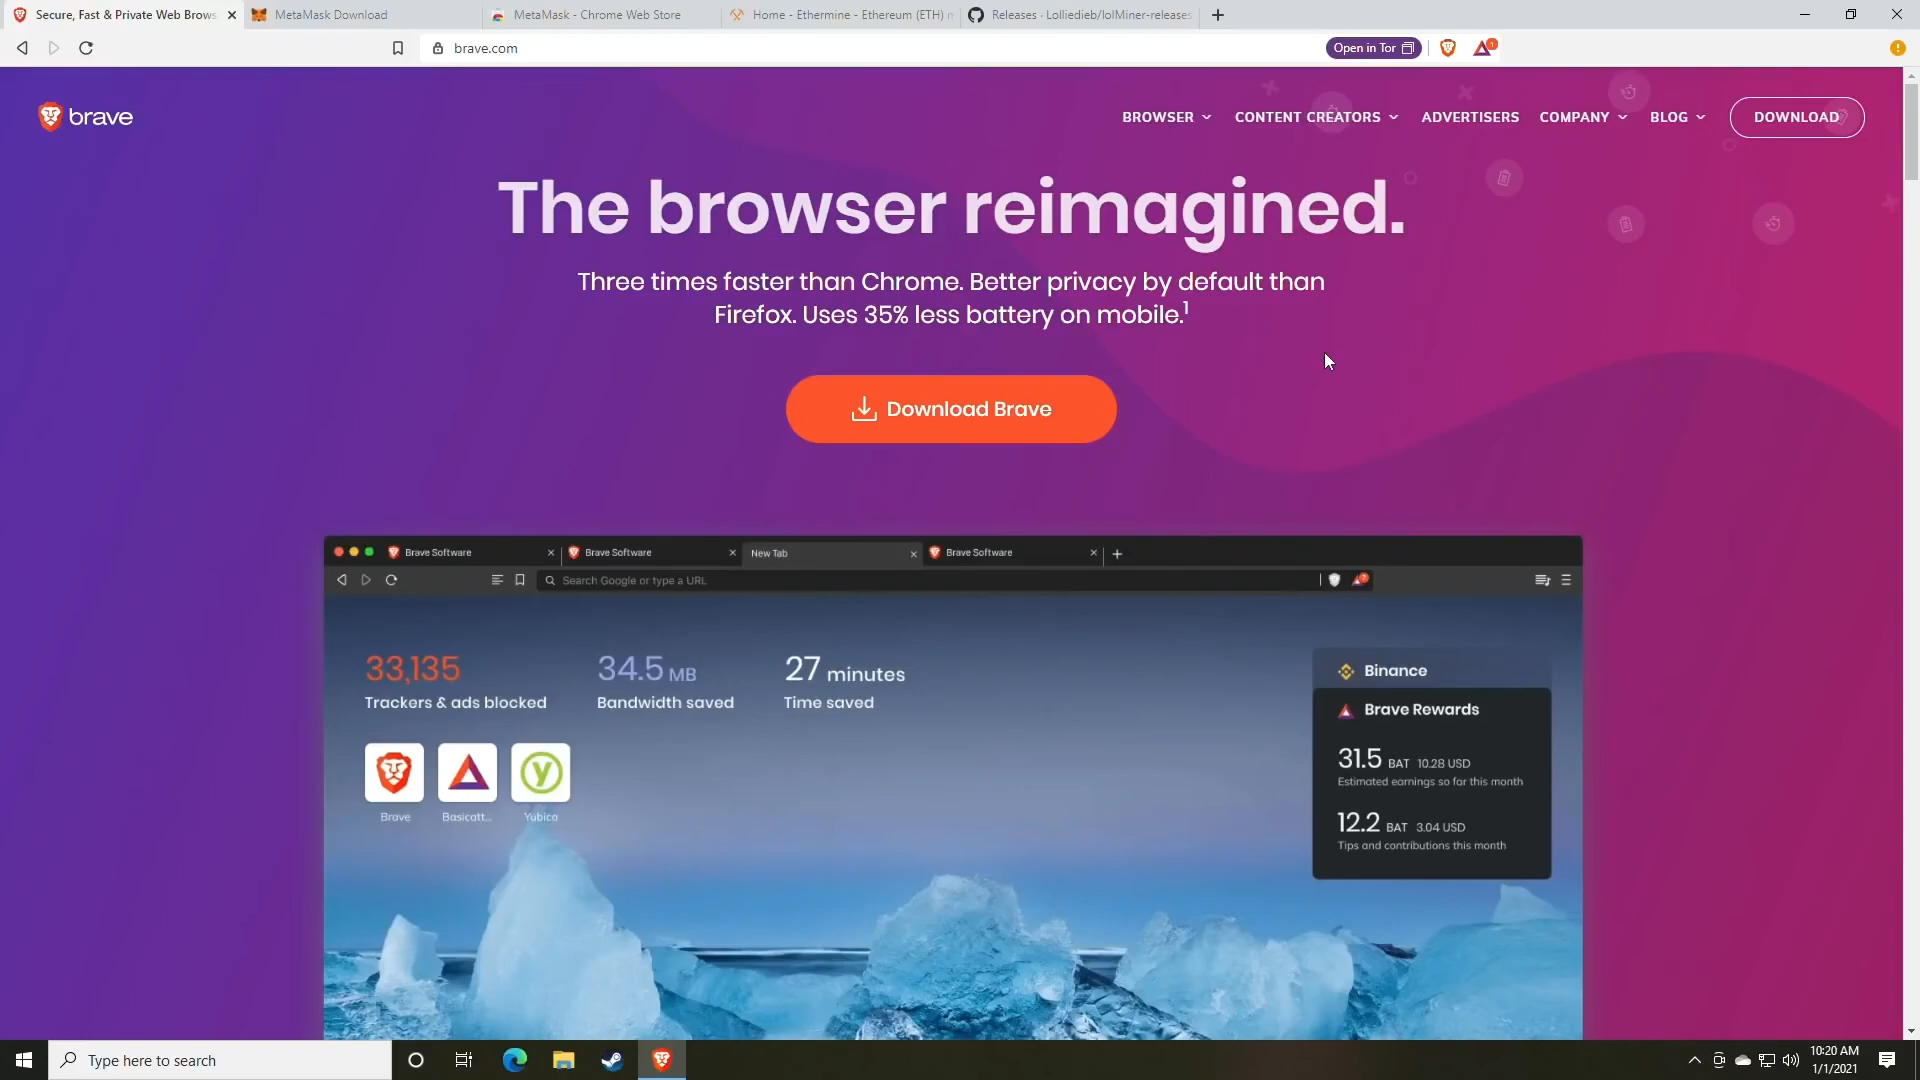 Secure, Fast & Private Web Brows
MetaMask Download
MetaMask - Chrome Web Store
Home - Ethermine - Ethereum (ETH) m
Releases · Lolliedieb/lolMiner-releases
brave.com
Open in Tor
1
brave
BROWSER
CONTENT CREATORS
ADVERTISERS
COMPANY
BLOG
DOWNLOAD
The browser reimagined.
Three times faster than Chrome. Better privacy by default than
Firefox. Uses 35% less battery on mobile.1
Download Brave
Brave Software
Brave Software
New Tab
Brave Software
Search Google or type a URL
33,135
Trackers & ads blocked
34.5 MB
Bandwidth saved
27 minutes
Time saved
Brave
Basicatt...
Yubico
Binance
Brave Rewards
31.5 BAT 10.28 USD
Estimated earnings so far this month
12.2 BAT 3.04 USD
Tips and contributions this month
Type here to search
10:20 AM
1/1/2021